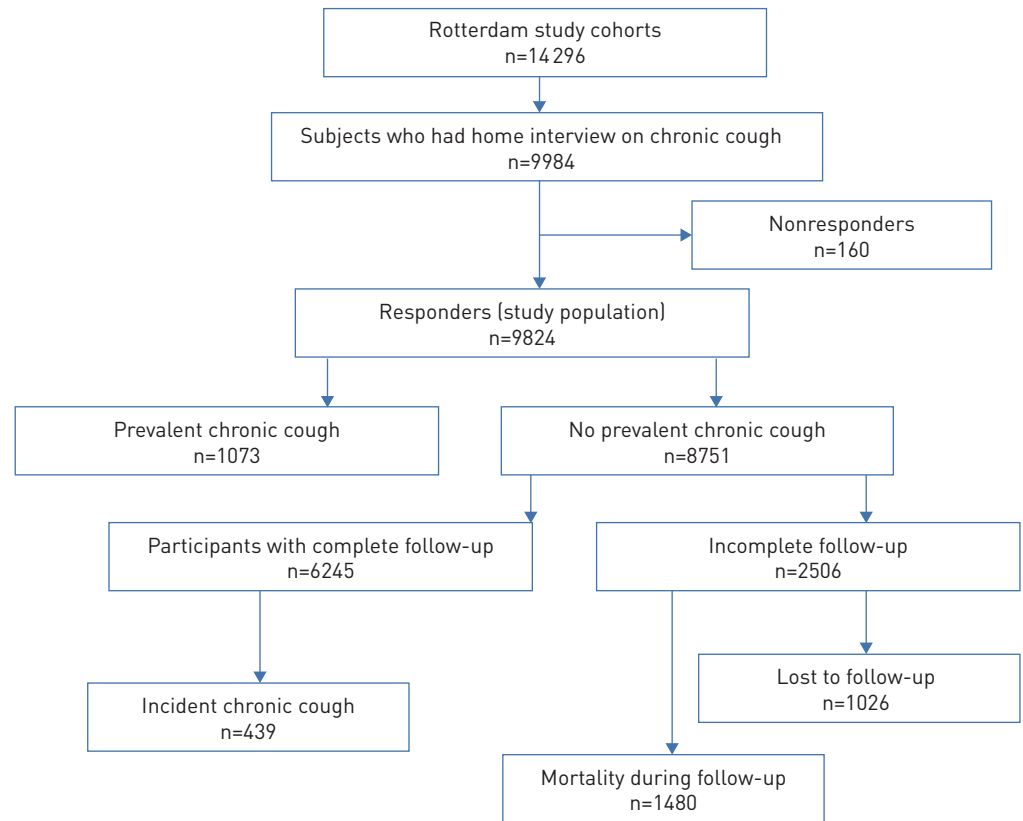 Rotterdam study cohorts
n=14 296
Subjects who had home interview on chronic cough
n=9984
Nonresponders
n=160
Responders (study population)
n=9824
Prevalent chronic cough
n=1073
No prevalent chronic cough
n=8751
Participants with complete follow-up
n=6245
Incomplete follow-up
n=2506
Lost to follow-up
n=1026
Incident chronic cough
n=439
Mortality during follow-up
n=1480